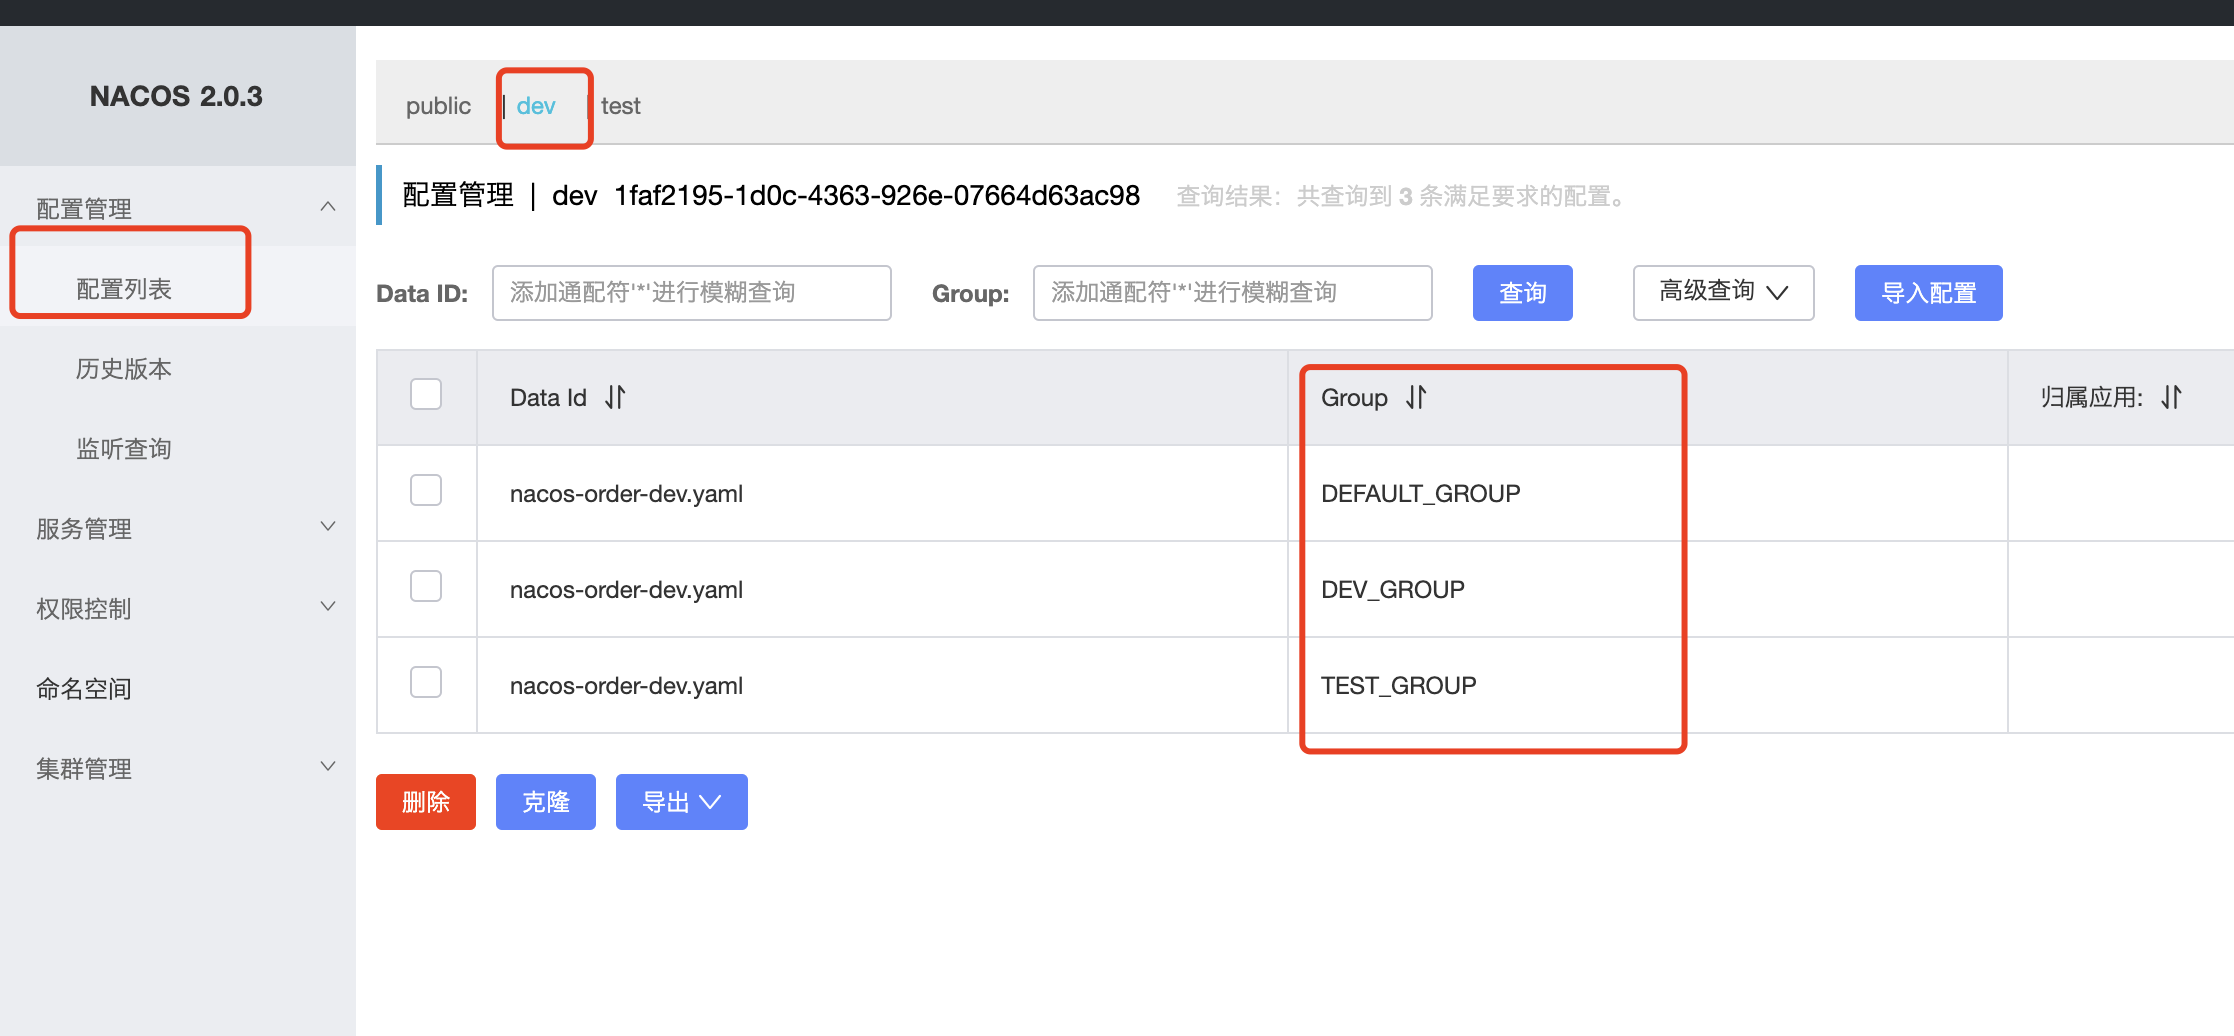 NACOS 2.0.3
配置管理
配置列表
历史版本
监听查询
服务管理
权限控制
命名空间
集群管理
public | dev | test
配置管理 | dev 1faf2195-1d0c-4363-926e-07664d63ac98 查询结果：共查询到 3 条满足要求的配置。
Data ID: 添加通配符'*'进行模糊查询 Group: 添加通配符'*'进行模糊查询 查询 高级查询 导入配置
Data Id Group 归属应用:
nacos-order-dev.yaml DEFAULT_GROUP
nacos-order-dev.yaml DEV_GROUP
nacos-order-dev.yaml TEST_GROUP
删除 克隆 导出